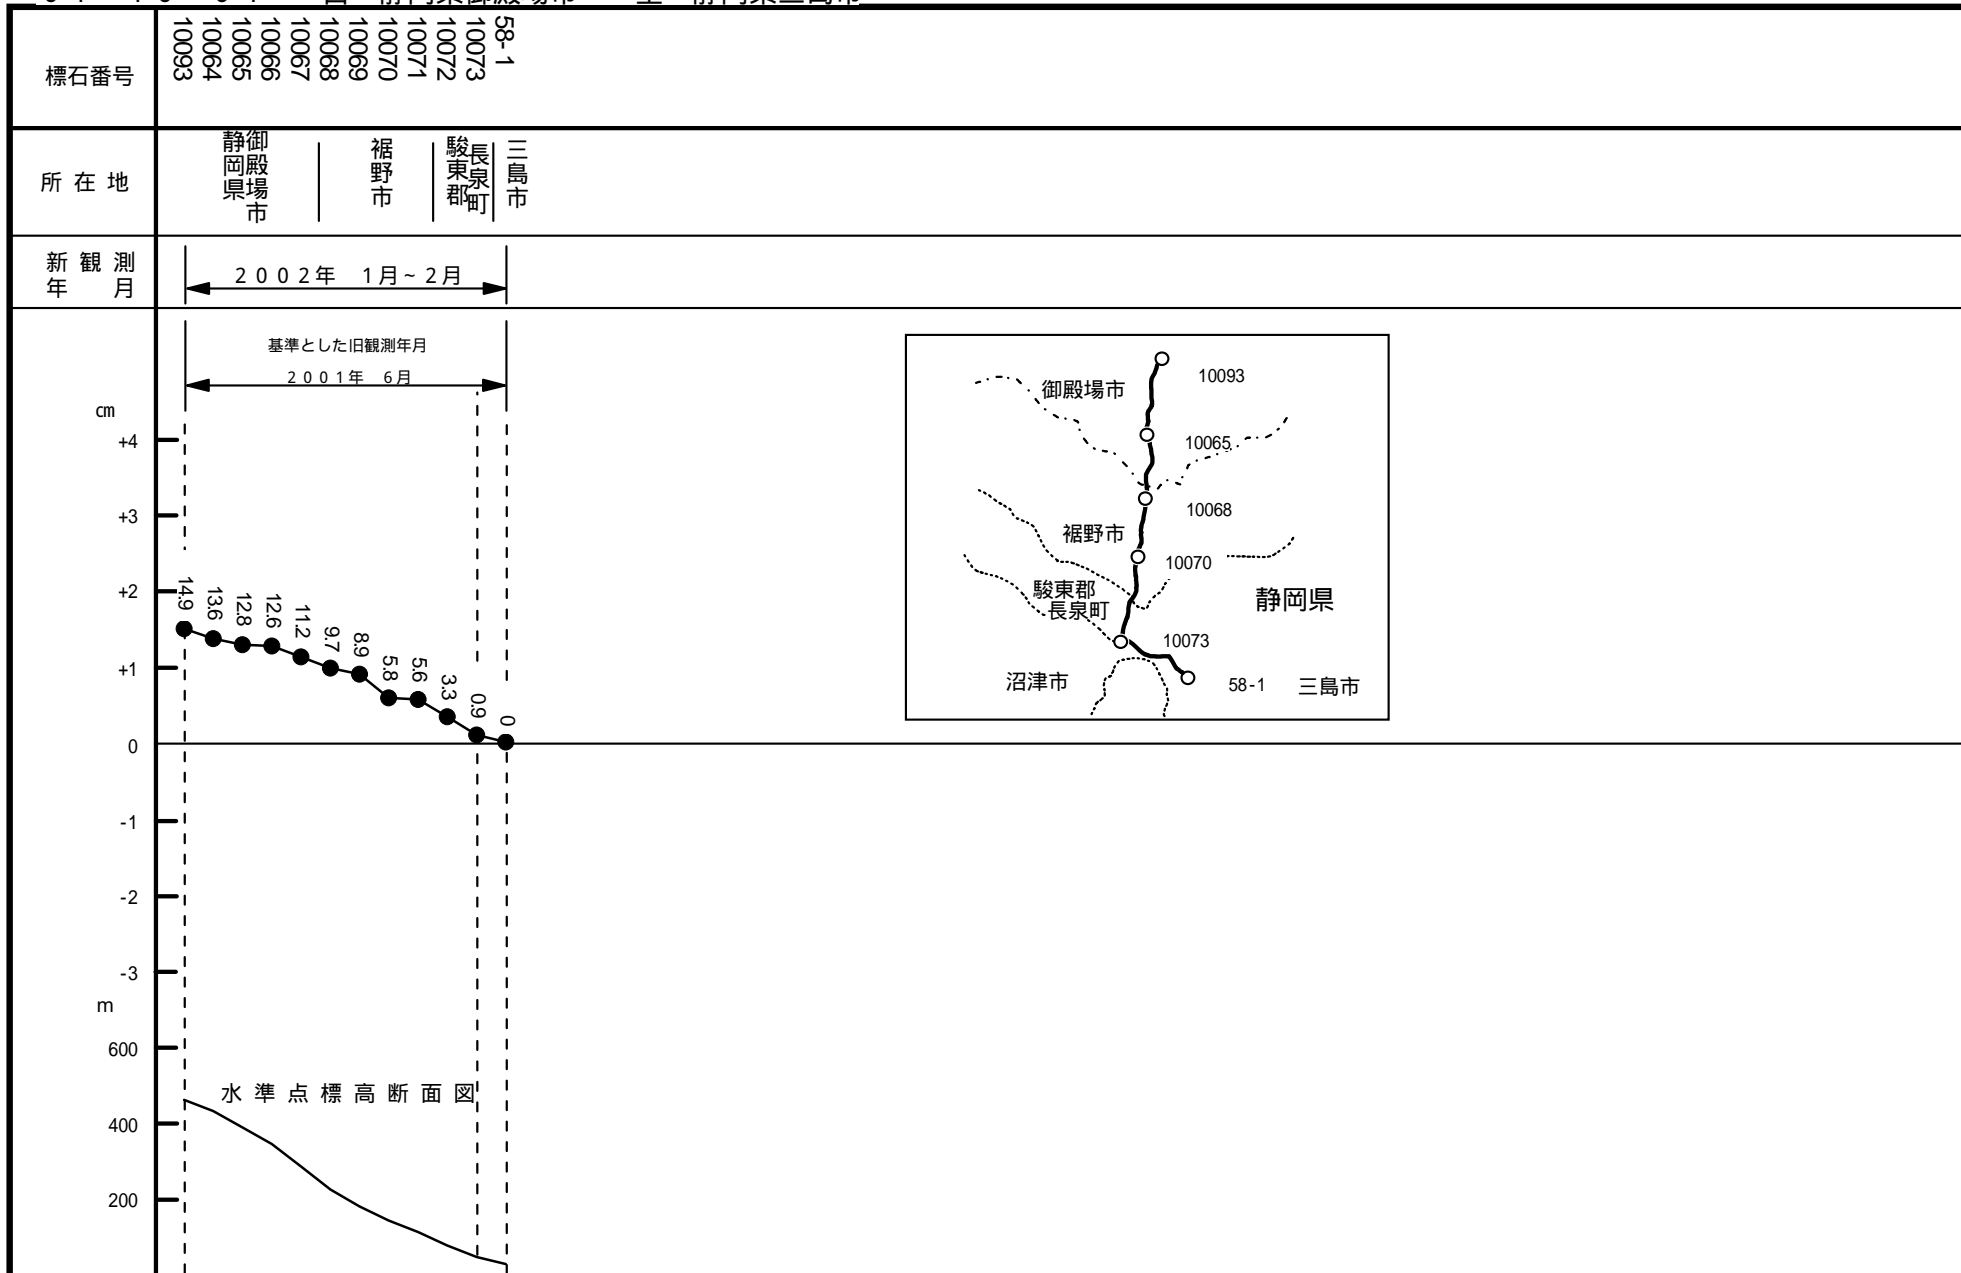 標石番号
10093
10064
10065
10066
10067
10068
10069
10070
10071
10072
10073
58-1
所在地
静岡県
御殿場市
裾野市
駿東郡
長泉町
三島市
新観測
年 月
2002年 1月~2月
基準とした旧観測年月
2001年 6月
cm
+4
+3
+2
+1
0
-1
-2
-3
14.9
13.6
12.8
12.6
11.2
9.7
8.9
5.8
5.6
3.3
0.9
0
m
600
400
200
水準点標高断面図
御殿場市
10093
10065
10068
裾野市
10070
駿東郡
長泉町
静岡県
10073
沼津市
58-1
三島市